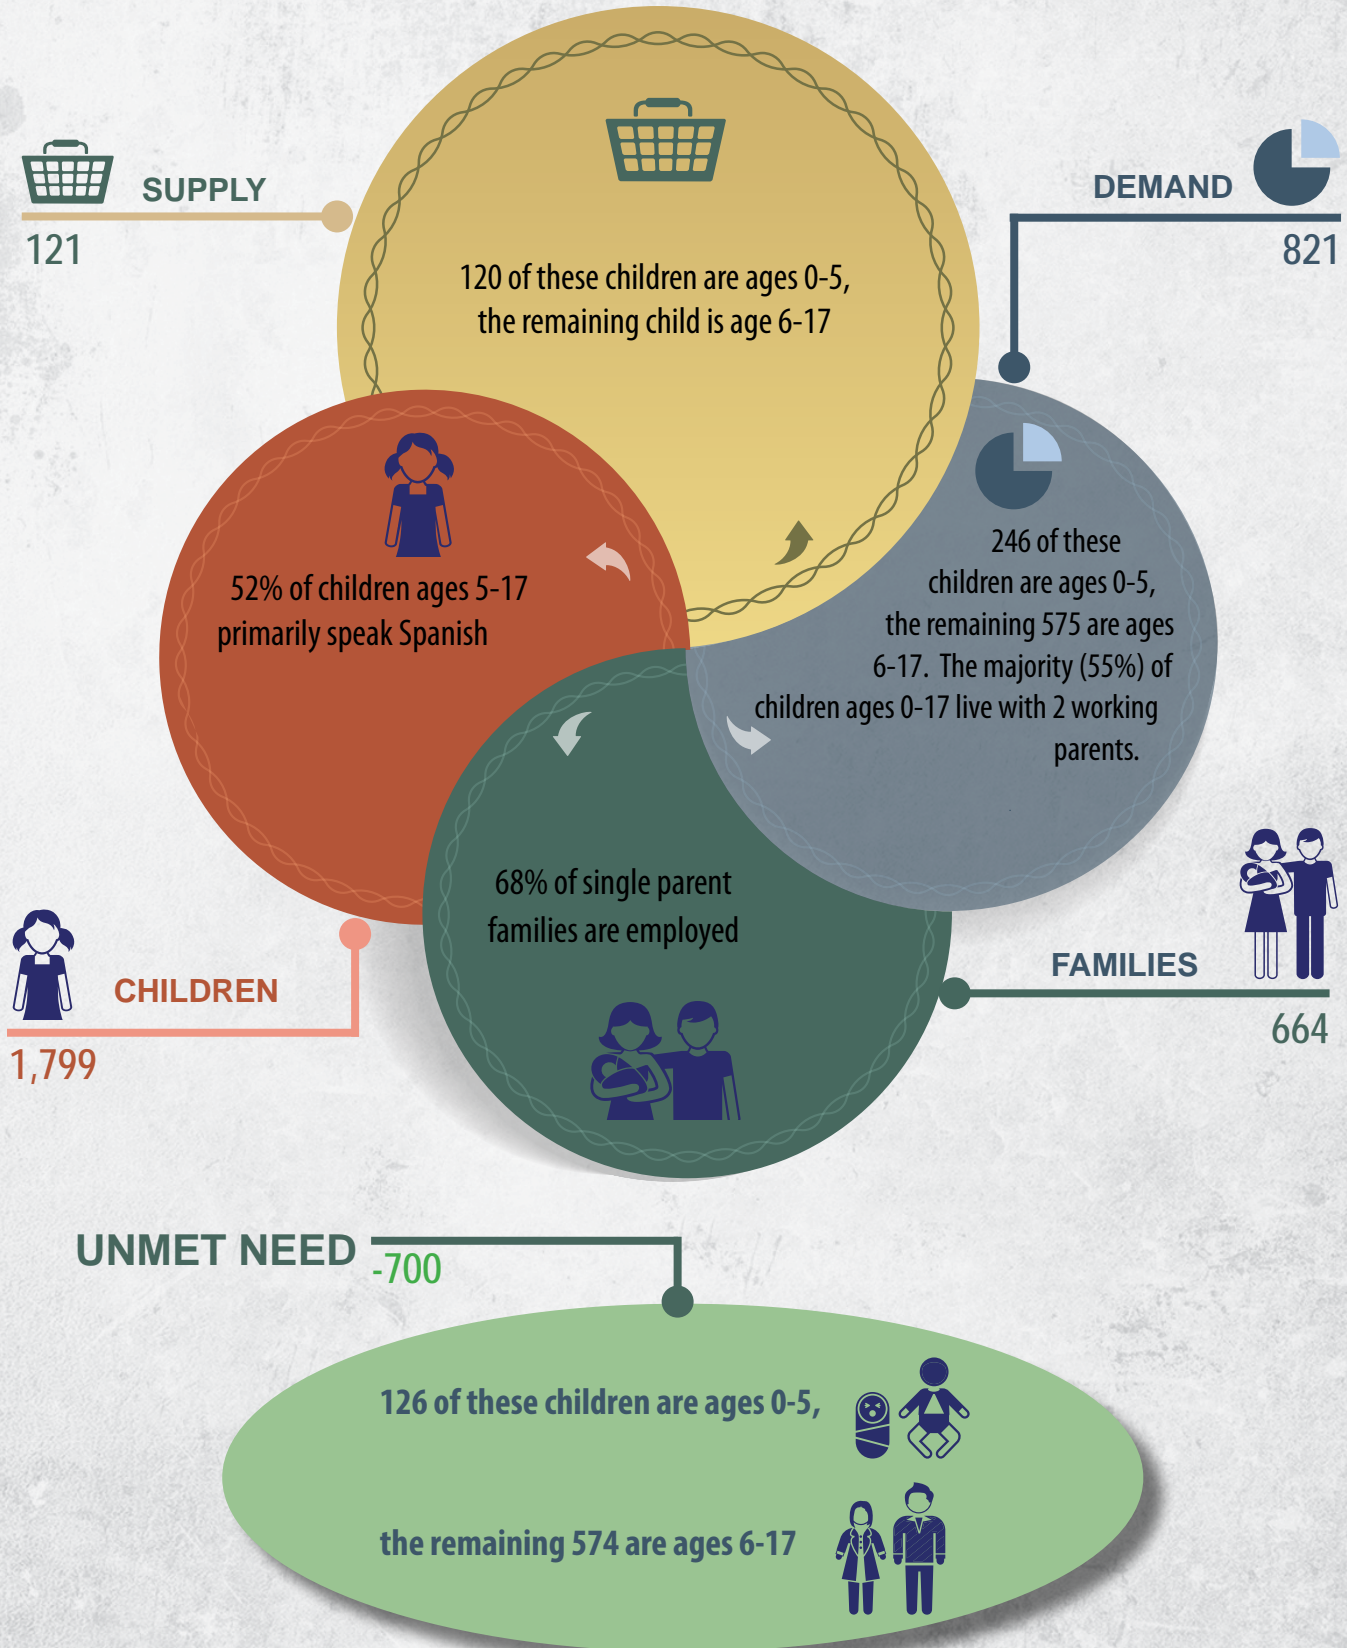 SUPPLY
121
DEMAND
821
120 of these children are ages 0-5,
the remaining child is age 6-17
52% of children ages 5-17
primarily speak Spanish
246 of these
children are ages 0-5,
the remaining 575 are ages
6-17. The majority (55%) of
children ages 0-17 live with 2 working
parents.
68% of single parent
families are employed
CHILDREN
1,799
FAMILIES
664
UNMET NEED
-700
126 of these children are ages 0-5,
the remaining 574 are ages 6-17